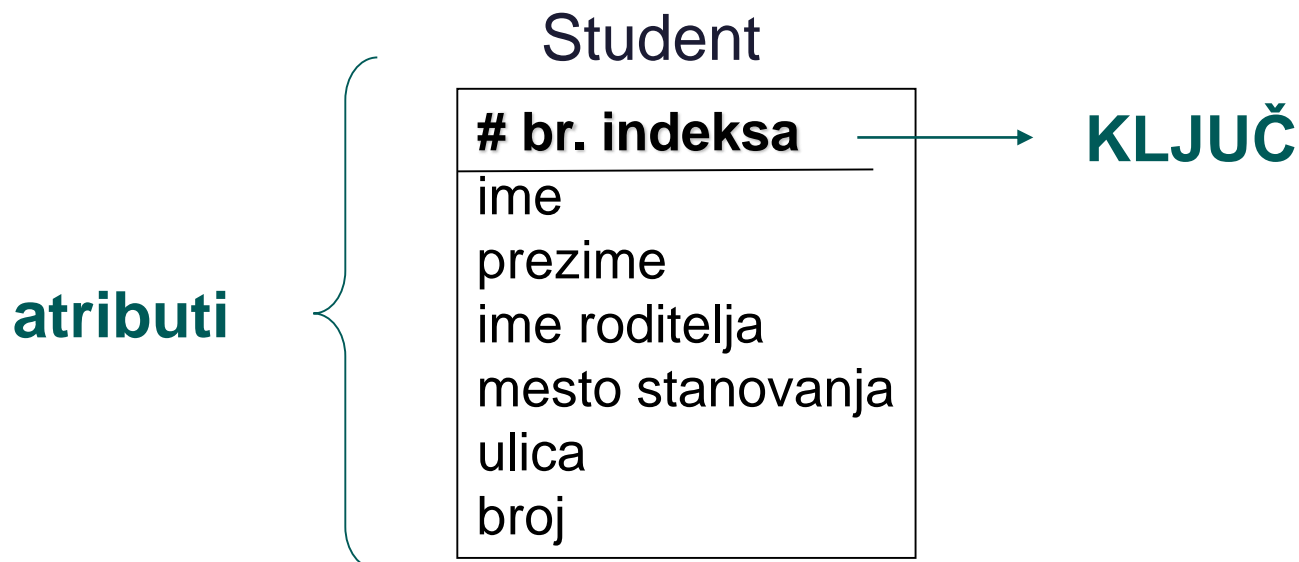 Student
# br. indeksa
KLJUČ
ime
prezime
ime roditelja
mesto stanovanja
ulica
broj
atributi